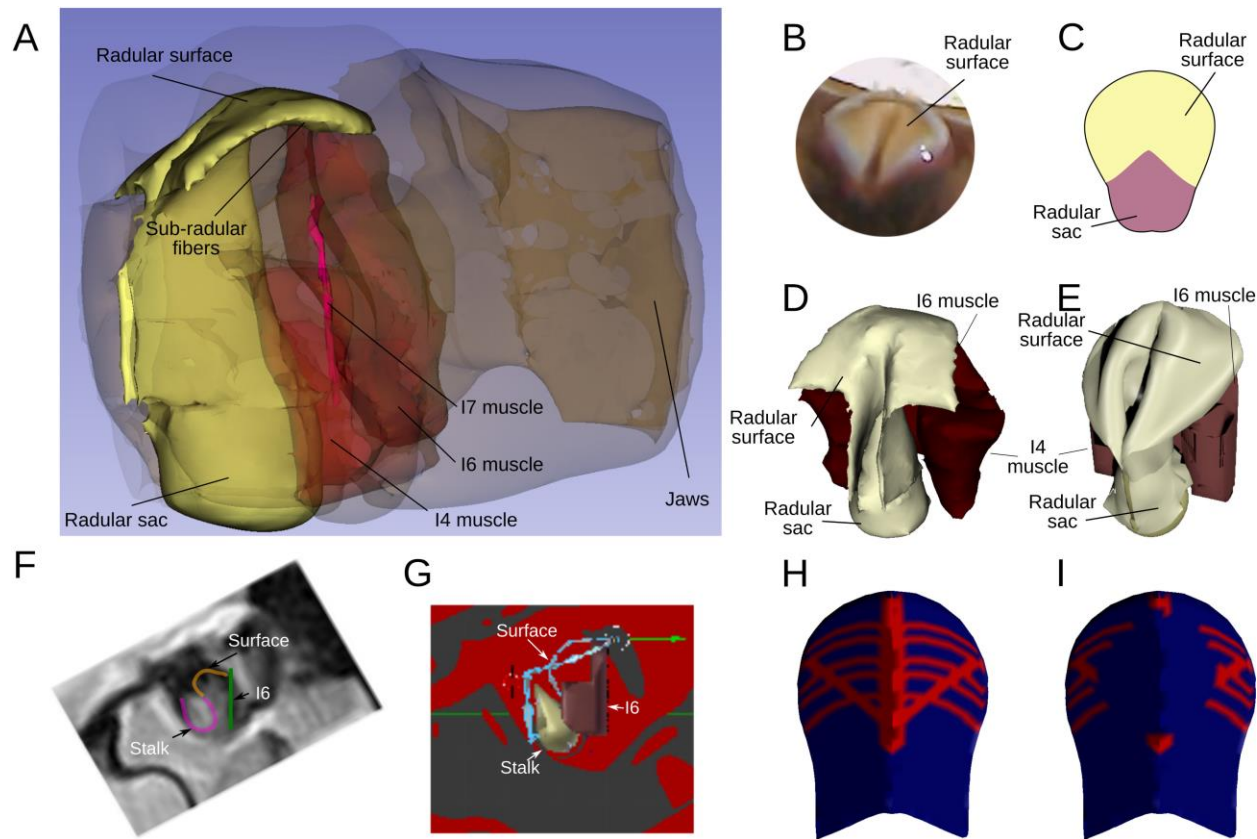 A
Radular surface
Sub-radular
fibers
I7 muscle
I6 muscle
I4 muscle
Radular sac
Jaws
B
Radular
surface
C
Radular
surface
Radular
sac
D
I6 muscle
Radular
surface
Radular
sac
I4
muscle
E
I6 muscle
Radular
surface
Radular
sac
F
Surface
I6
Stalk
G
Surface
I6
Stalk
H
I